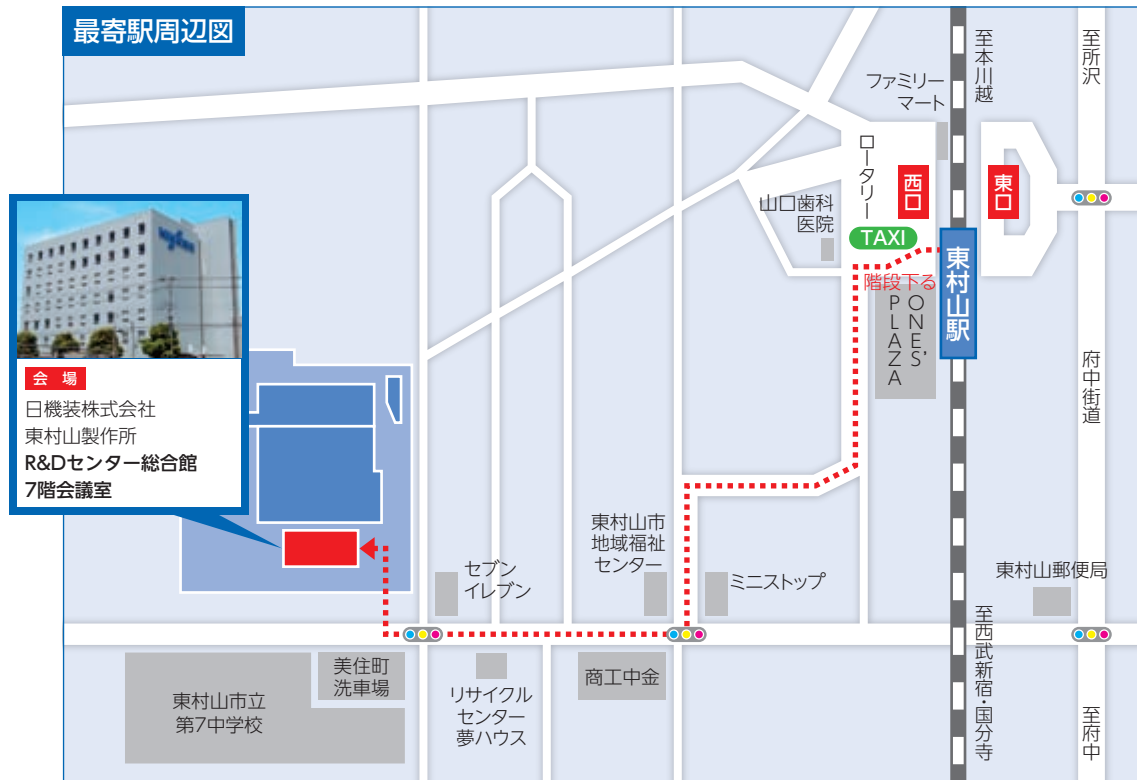 最寄駅周辺図
至本川越
至所沢
ファミリー
マート
ロータリー
西口
東口
山口歯科
医院
TAXI
東村山駅
階段下る
ONES'
PLAZA
府中街道
会 場
日機装株式会社
東村山製作所
R&Dセンター総合館
7階会議室
東村山市
地域福祉
センター
セブン
イレブン
ミニストップ
東村山郵便局
至西武新宿・国分寺
美住町
洗車場
東村山市立
第7中学校
リサイクル
センター
夢ハウス
商工中金
至府中